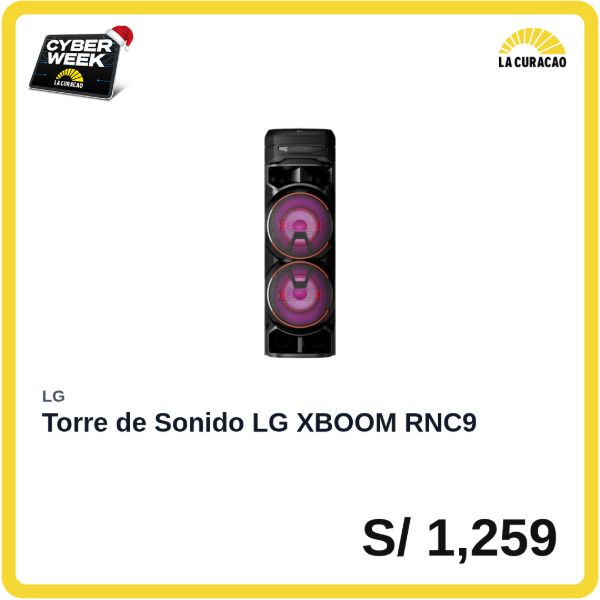 CYBER
WEEK
LA CURACAO
LA CURACAO
LG
Torre de Sonido LG XBOOM RNC9
S/ 1,259